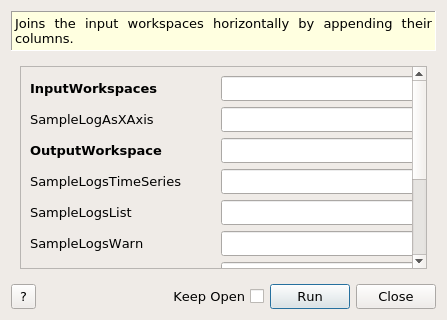 Joins the input workspaces horizontally by appending their
columns.
InputWorkspaces
SampleLogAsXAxis
OutputWorkspace
SampleLogsTimeSeries
SampleLogsList
SampleLogsWarn
? Keep Open Run Close